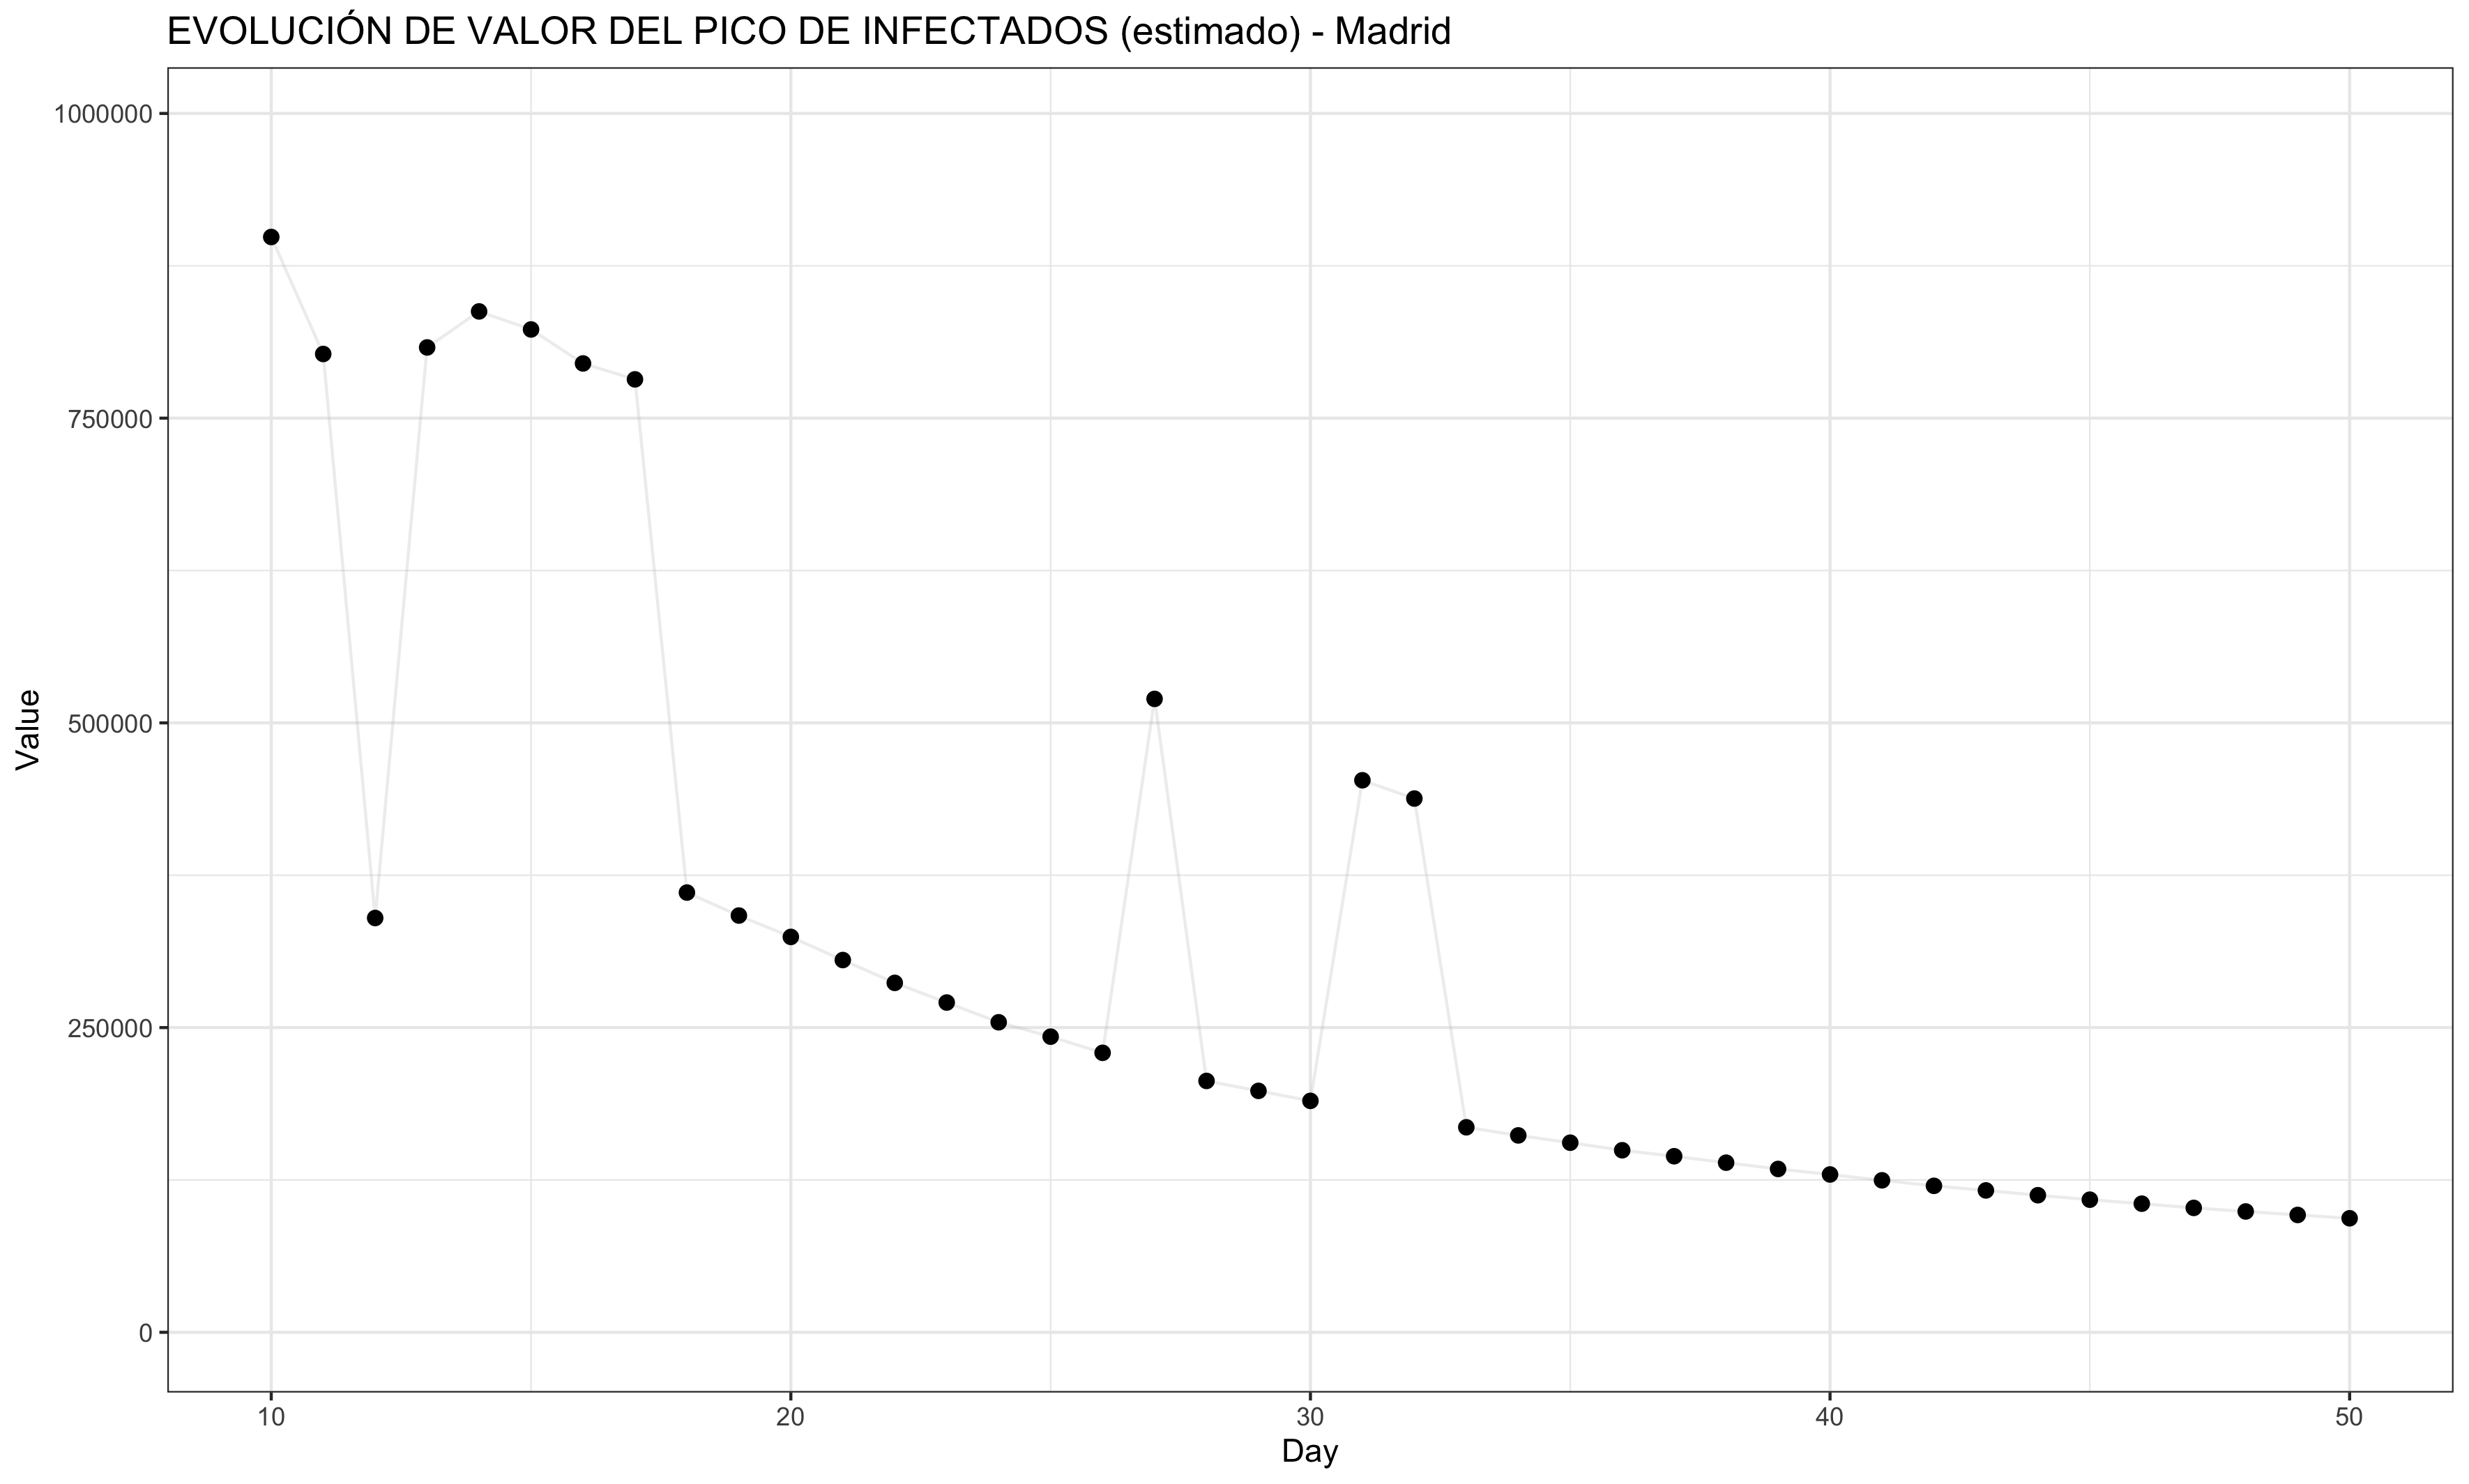 EVOLUCIÓN DE VALOR DEL PICO DE INFECTADOS (estimado) - Madrid
1000000
750000
500000
250000
0
Value
10 20 30 40 50
Day